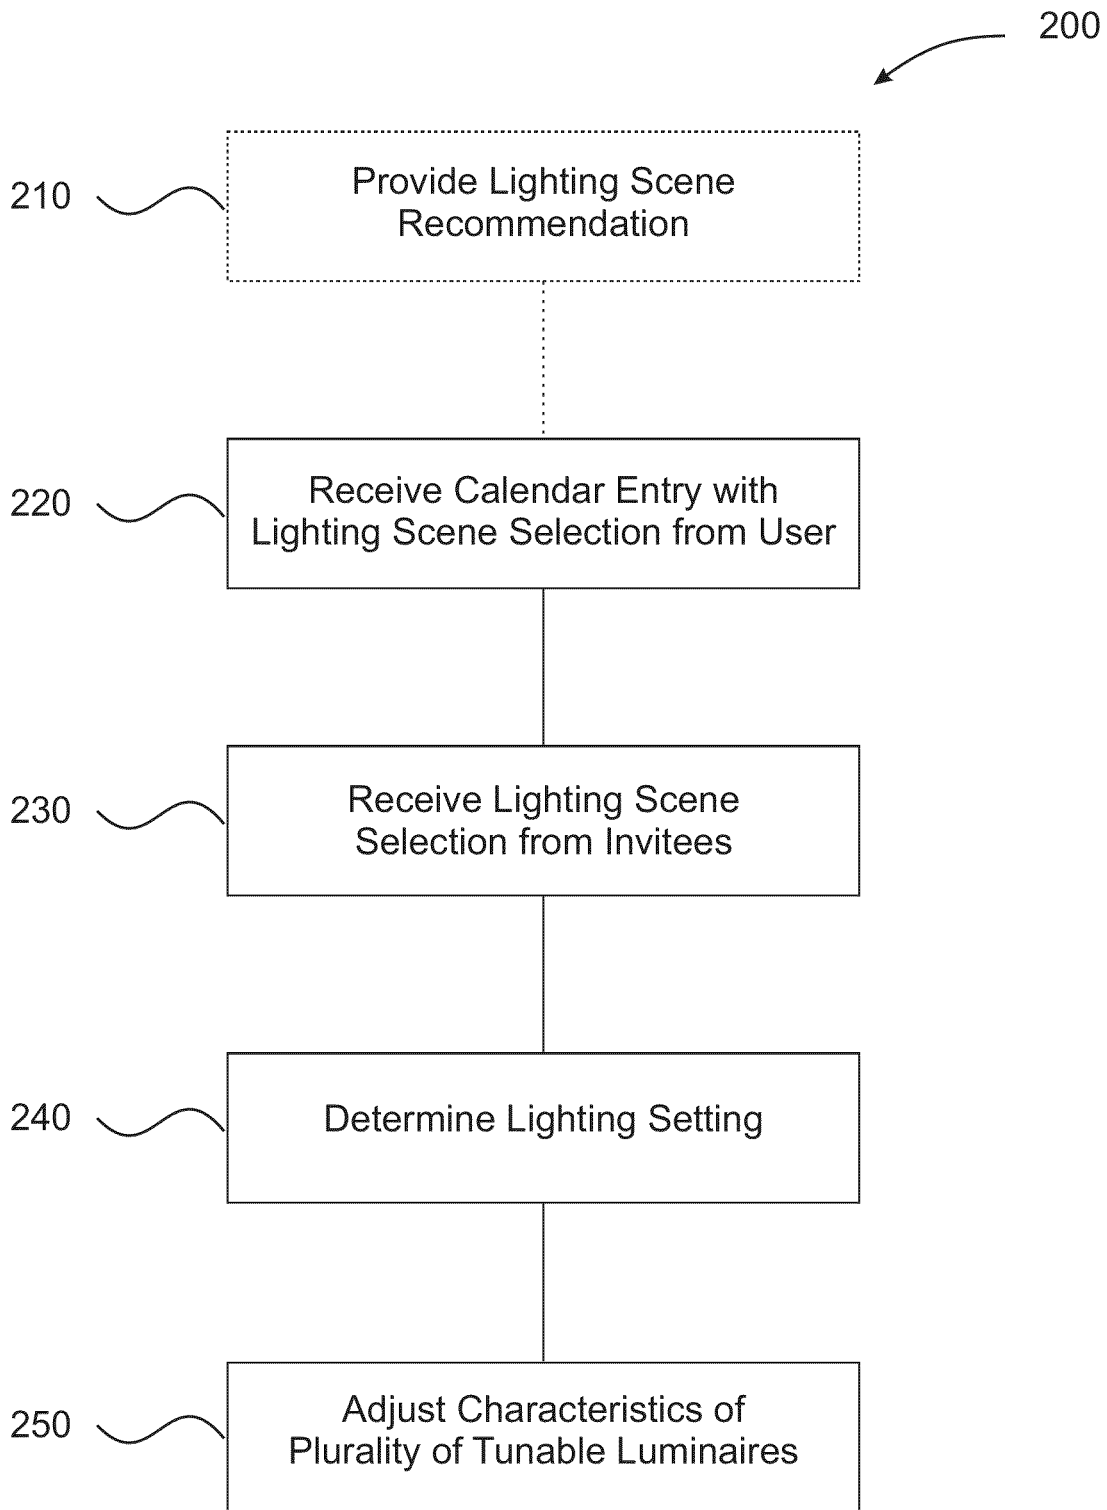 200
210
Provide Lighting Scene
Recommendation
220
Receive Calendar Entry with
Lighting Scene Selection from User
230
Receive Lighting Scene
Selection from Invitees
240
Determine Lighting Setting
250
Adjust Characteristics of
Plurality of Tunable Luminaires